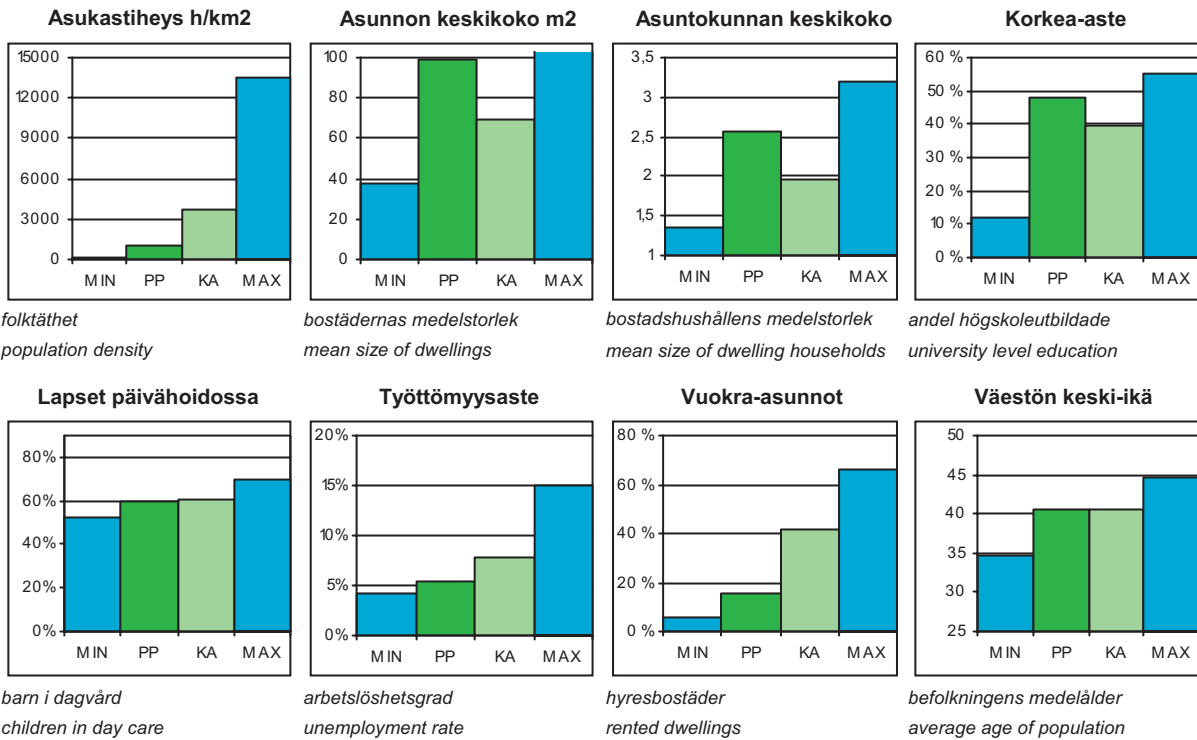 Asukastiheys h/km2
15000
12000
9000
6000
3000
0
MIN PP KA MAX
folktäthet
population density
Asunnon keskikoko m2
100
80
60
40
20
0
MIN PP KA MAX
bostädernas medelstorlek
mean size of dwellings
Asuntokunnan keskikoko
3,5
3
2,5
2
1,5
1
MIN PP KA MAX
bostadshushållens medelstorlek
mean size of dwelling households
Korkea-aste
60 %
50 %
40 %
30 %
20 %
10 %
0 %
MIN PP KA MAX
andel högskoleutbildade
university level education
Lapset päivähoidossa
80%
60%
40%
20%
0%
MIN PP KA MAX
barn i dagvård
children in day care
Työttömyysaste
20%
15%
10%
5%
0%
MIN PP KA MAX
arbetslöshetsgrad
unemployment rate
Vuokra-asunnot
80 %
60 %
40 %
20 %
0 %
MIN PP KA MAX
hyresbostäder
rented dwellings
Väestön keski-ikä
50
45
40
35
30
25
MIN PP KA MAX
befolkningens medelålder
average age of population